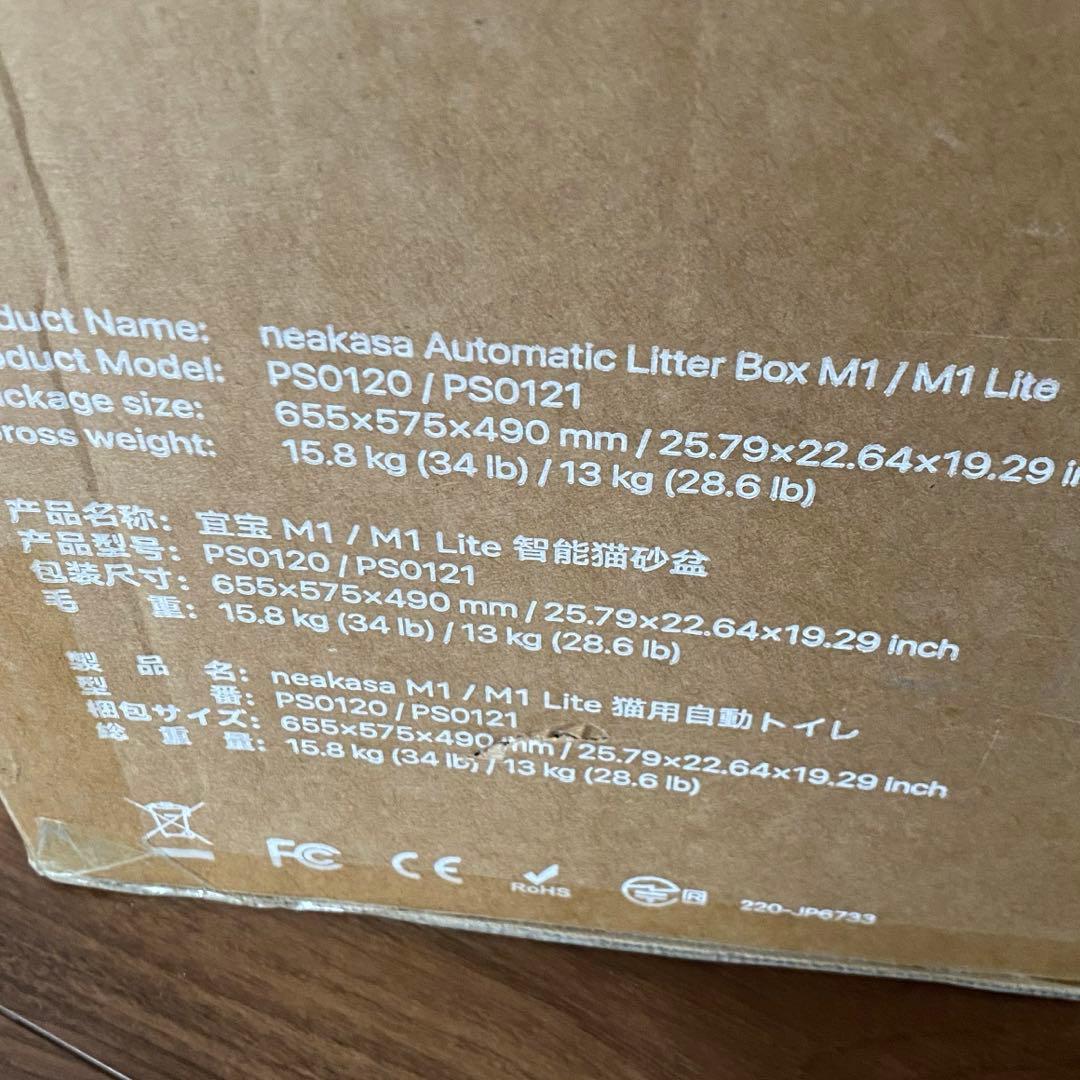 duct Name: neakasa Automatic Litter Box M1 / M1 Lite
oduct Model: PS0120 / PS0121
ackage size: 655×575×490 mm / 25.79×22.64×19.29 in
ross weight: 15.8 kg (34 lb) / 13 kg (28.6 lb)
产品名称: 宜宝 M1 / M1 Lite 智能猫砂盆
产品型号: PS0120 / PS0121
包装尺寸: 655×575×490 mm / 25.79×22.64×19.29 inch
毛 重: 15.8 kg (34 lb) / 13 kg (28.6 lb)
製 品 名: neakasa M1 / M1 Lite 猫用自動トイレ
型 番: PS0120 / PS0121
梱包サイズ: 655×575×490 mm / 25.79×22.64×19.29 inch
総 重 量: 15.8 kg (34 lb) / 13 kg (28.6 lb)
FC CE RoHS R 220-JP6733